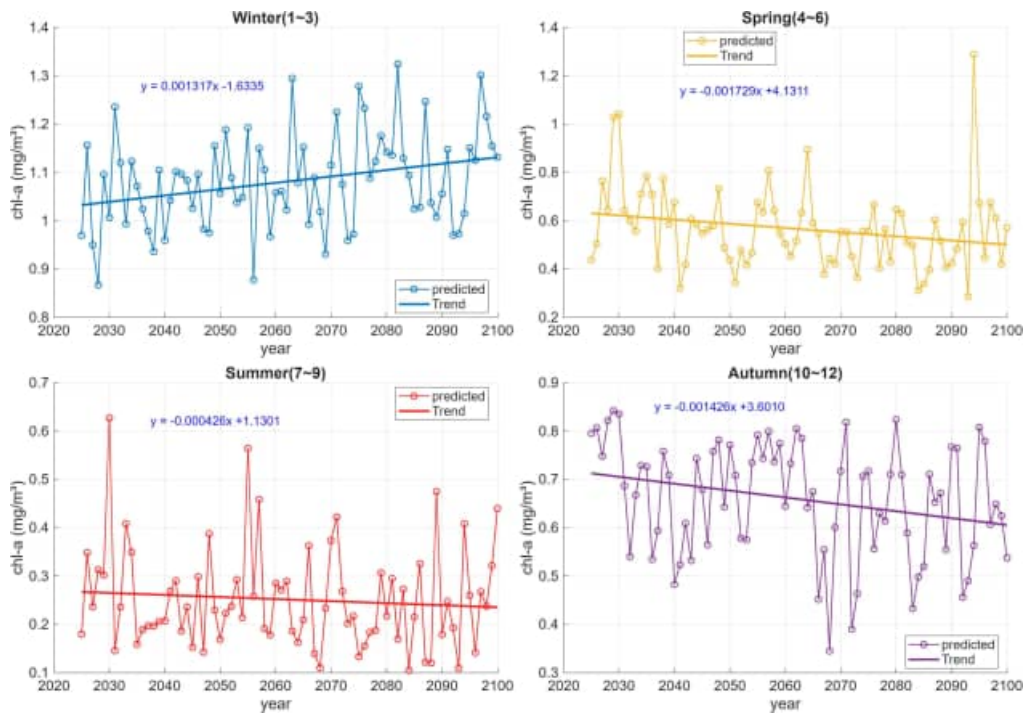 Winter(1~3)
1.4
1.3
1.2
1.1
1
0.9
0.8
chl-a (mg/m³)
y = 0.001317x -1.6335
predicted
Trend
2020 2030 2040 2050 2060 2070 2080 2090 2100
year
Spring(4~6)
1.4
1.2
1
0.8
0.6
0.4
0.2
chl-a (mg/m³)
predicted
Trend
y = -0.001729x +4.1311
2020 2030 2040 2050 2060 2070 2080 2090 2100
year
Summer(7~9)
0.7
0.6
0.5
0.4
0.3
0.2
0.1
chl-a (mg/m³)
predicted
Trend
y = -0.000426x +1.1301
2020 2030 2040 2050 2060 2070 2080 2090 2100
year
Autumn(10~12)
0.9
0.8
0.7
0.6
0.5
0.4
0.3
chl-a (mg/m³)
y = -0.001426x +3.6010
predicted
Trend
2020 2030 2040 2050 2060 2070 2080 2090 2100
year